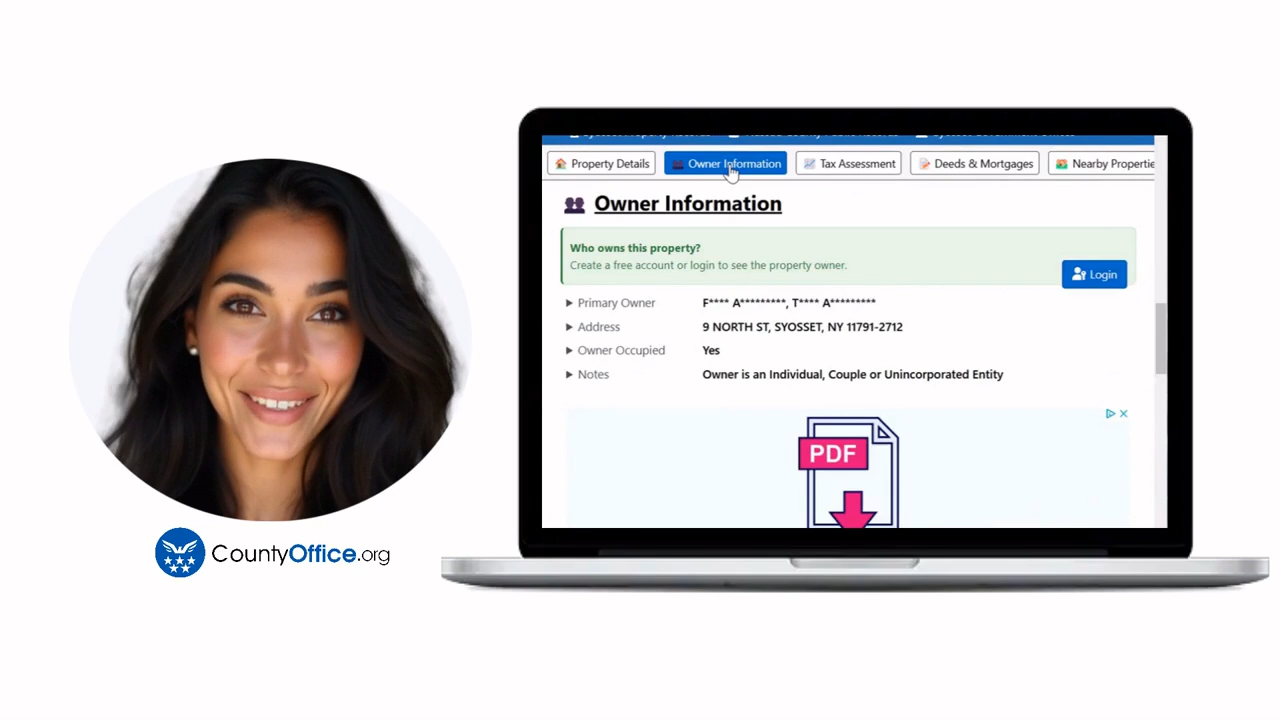 Property Details
Owner Information
Tax Assessment
Deeds & Mortgages
Nearby Propertie
Owner Information
Who owns this property?
Create a free account or login to see the property owner.
Login
Primary Owner F**** A*********, T**** A*********
Address 9 NORTH ST, SYOSSET, NY 11791-2712
Owner Occupied Yes
Notes Owner is an Individual, Couple or Unincorporated Entity
PDF
CountyOffice.org